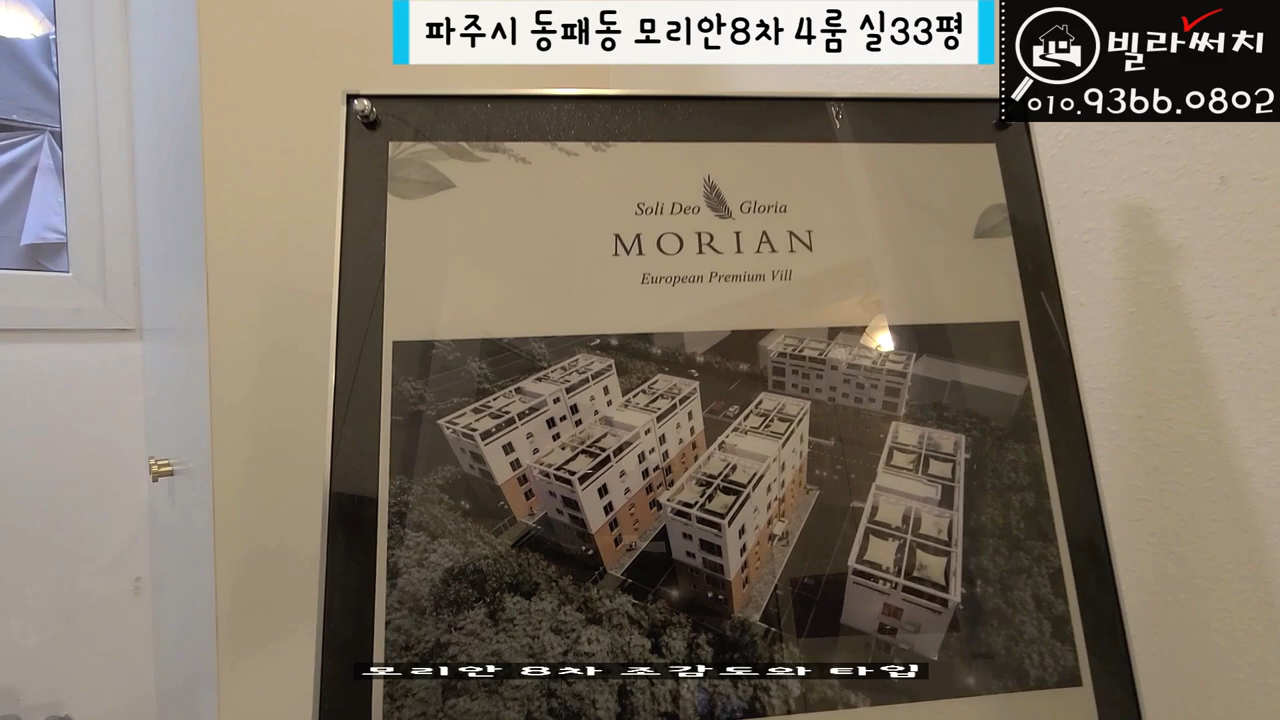 파주시 동패동 모리안8차 4룸 실33평
빌라써치
010.9366.0802
Soli Deo Gloria
MORIAN
European Premium Vill
모리안 8차 조감도와 타입